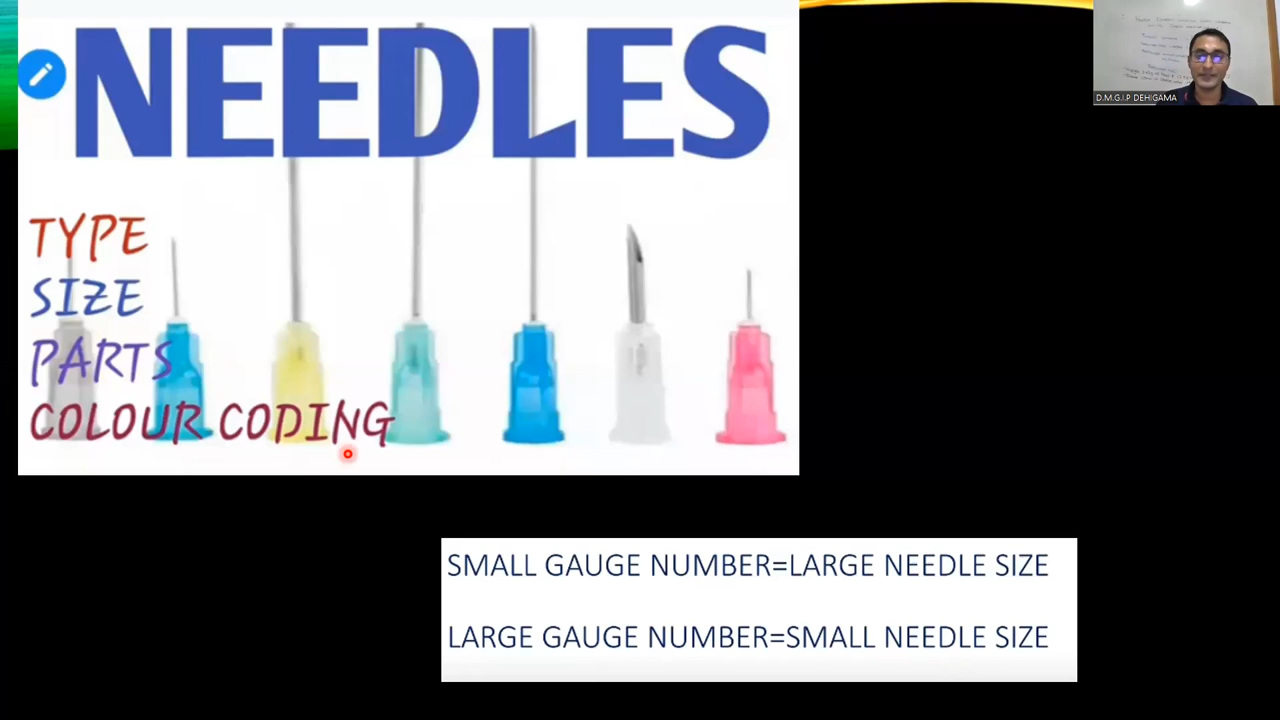 NEEDLES
TYPE
SIZE
PARTS
COLOUR CODING
D.M.G.I.P DEHIGAMA
SMALL GAUGE NUMBER=LARGE NEEDLE SIZE
LARGE GAUGE NUMBER=SMALL NEEDLE SIZE